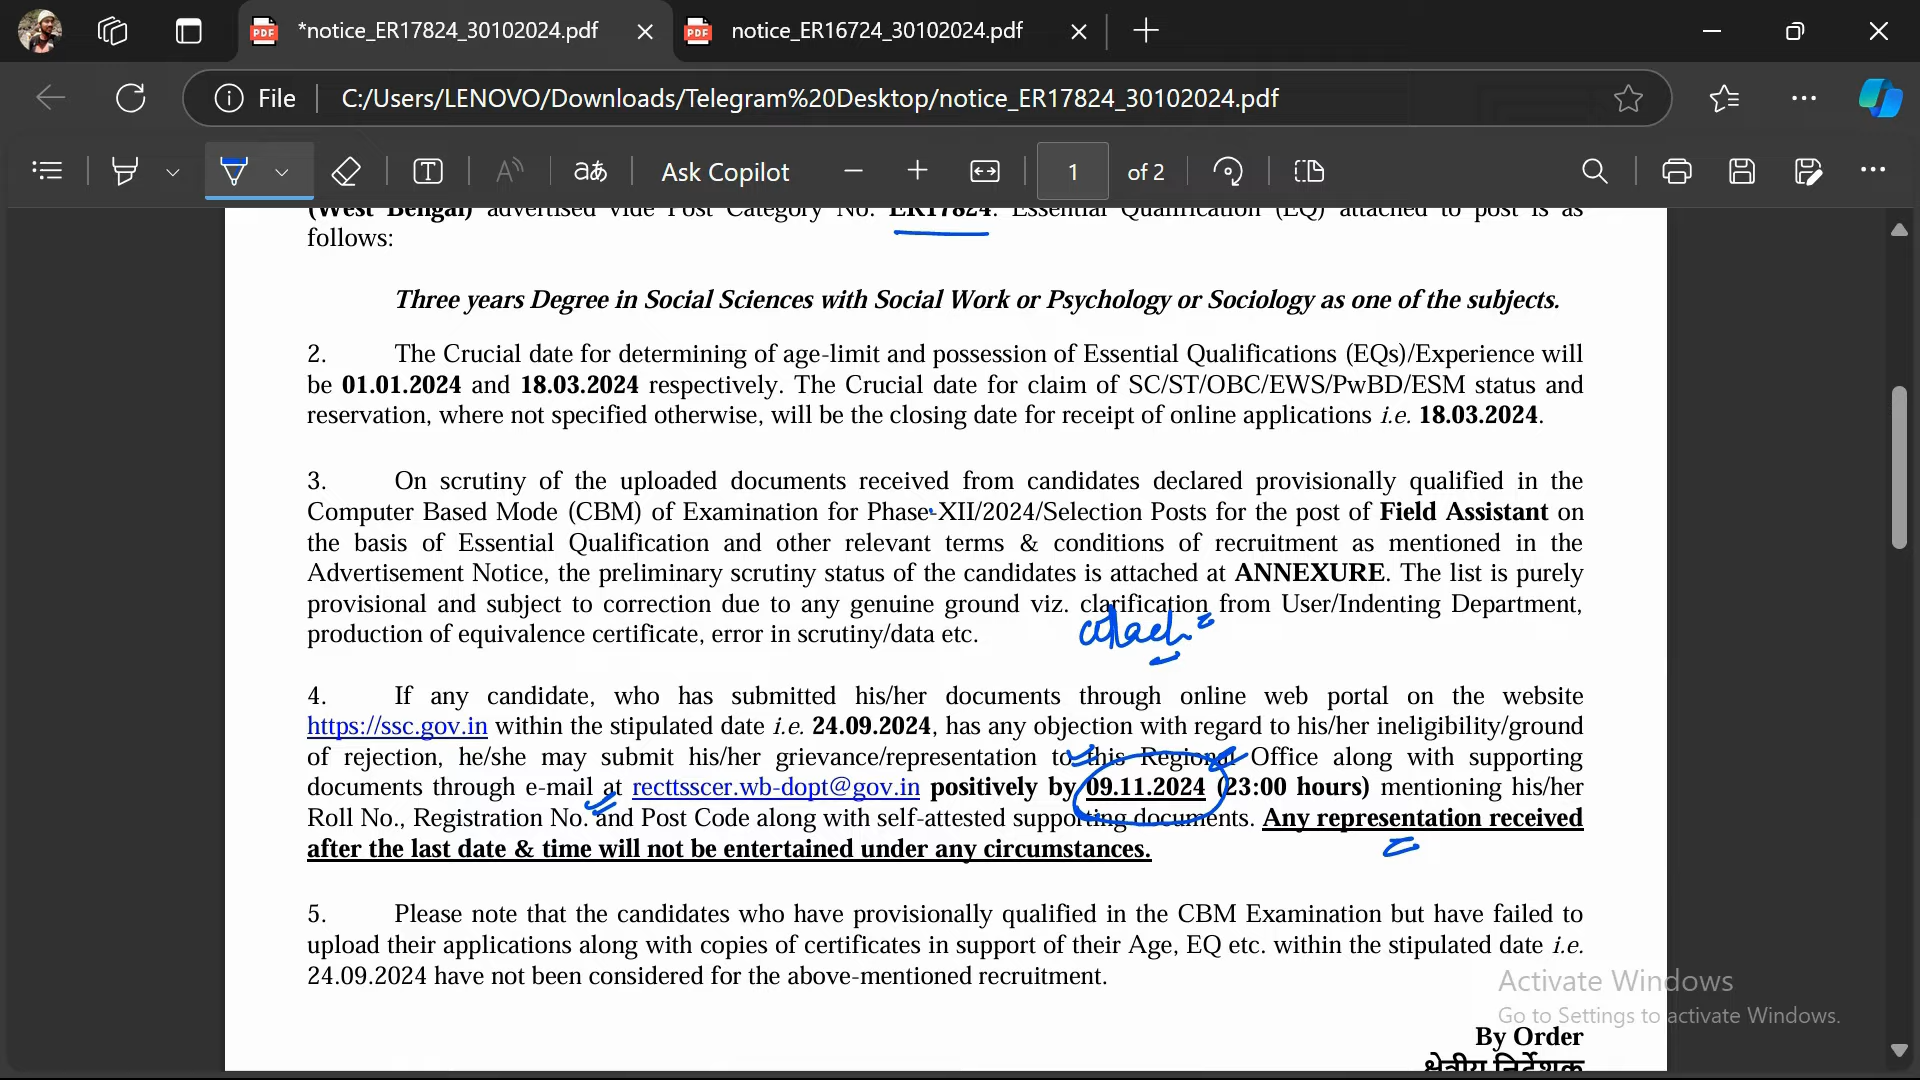 *notice_ER17824_30102024.pdf
notice_ER16724_30102024.pdf
File
C:/Users/LENOVO/Downloads/Telegram%20Desktop/notice_ER17824_30102024.pdf
Ask Copilot
1
of 2
(West Bengal) advertised vide Post Category No. ER17824. Essential Qualification (EQ) attached to post is as
follows:
Three years Degree in Social Sciences with Social Work or Psychology or Sociology as one of the subjects.
2. The Crucial date for determining of age-limit and possession of Essential Qualifications (EQs)/Experience will
be 01.01.2024 and 18.03.2024 respectively. The Crucial date for claim of SC/ST/OBC/EWS/PwBD/ESM status and
reservation, where not specified otherwise, will be the closing date for receipt of online applications i.e. 18.03.2024.
3. On scrutiny of the uploaded documents received from candidates declared provisionally qualified in the
Computer Based Mode (CBM) of Examination for Phase-XII/2024/Selection Posts for the post of Field Assistant on
the basis of Essential Qualification and other relevant terms & conditions of recruitment as mentioned in the
Advertisement Notice, the preliminary scrutiny status of the candidates is attached at ANNEXURE. The list is purely
provisional and subject to correction due to any genuine ground viz. clarification from User/Indenting Department,
production of equivalence certificate, error in scrutiny/data etc.
attach
4. If any candidate, who has submitted his/her documents through online web portal on the website
https://ssc.gov.in within the stipulated date i.e. 24.09.2024, has any objection with regard to his/her ineligibility/ground
of rejection, he/she may submit his/her grievance/representation to this Regional Office along with supporting
documents through e-mail at recttsscer.wb-dopt@gov.in positively by 09.11.2024 (23:00 hours) mentioning his/her
Roll No., Registration No. and Post Code along with self-attested supporting documents. Any representation received
after the last date & time will not be entertained under any circumstances.
5. Please note that the candidates who have provisionally qualified in the CBM Examination but have failed to
upload their applications along with copies of certificates in support of their Age, EQ etc. within the stipulated date i.e.
24.09.2024 have not been considered for the above-mentioned recruitment.
Activate Windows
Go to Settings to activate Windows.
By Order
क्षेत्रीय निर्देशक